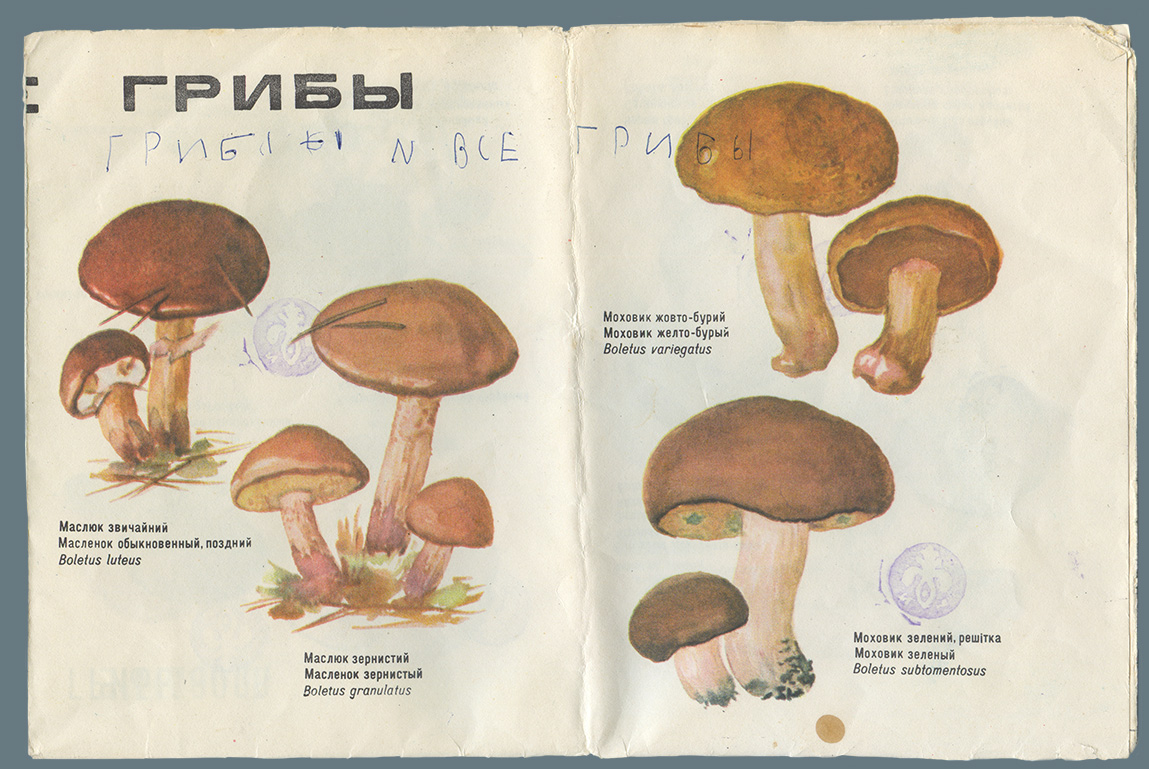 ГРИБЫ
ГРИБЫ N ВСЕ ГРИБЫ
Маслюк звичайний
Масленок обыкновенный, поздний
Boletus luteus
Маслюк зернистий
Масленок зернистый
Boletus granulatus
Моховик жовто-бурий
Моховик желто-бурый
Boletus variegatus
Моховик зелений, решітка
Моховик зеленый
Boletus subtomentosus